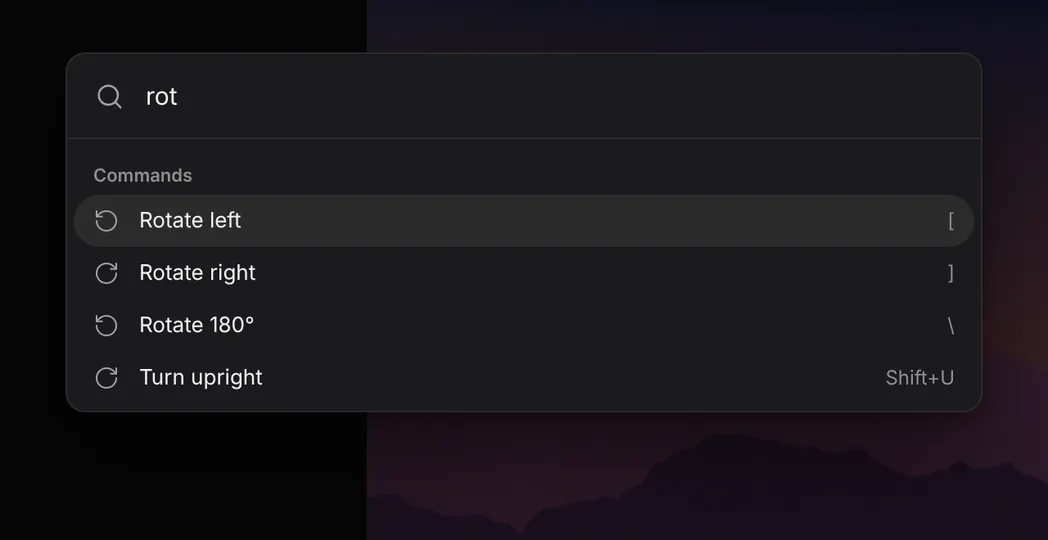 rot
Commands
Rotate left [
Rotate right ]
Rotate 180° \
Turn upright Shift+U